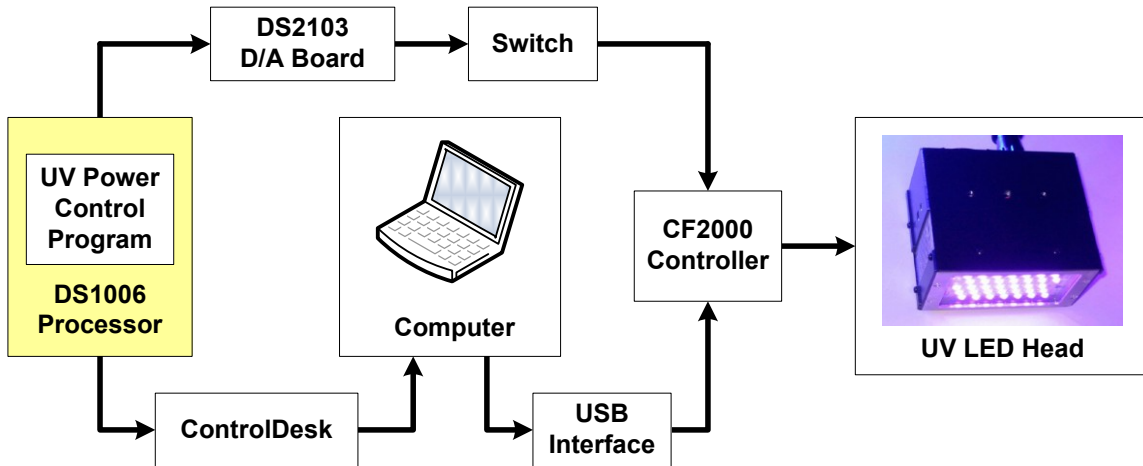 DS2103
D/A Board
Switch
UV Power
Control
Program
DS1006
Processor
Computer
CF2000
Controller
UV LED Head
ControlDesk
USB
Interface